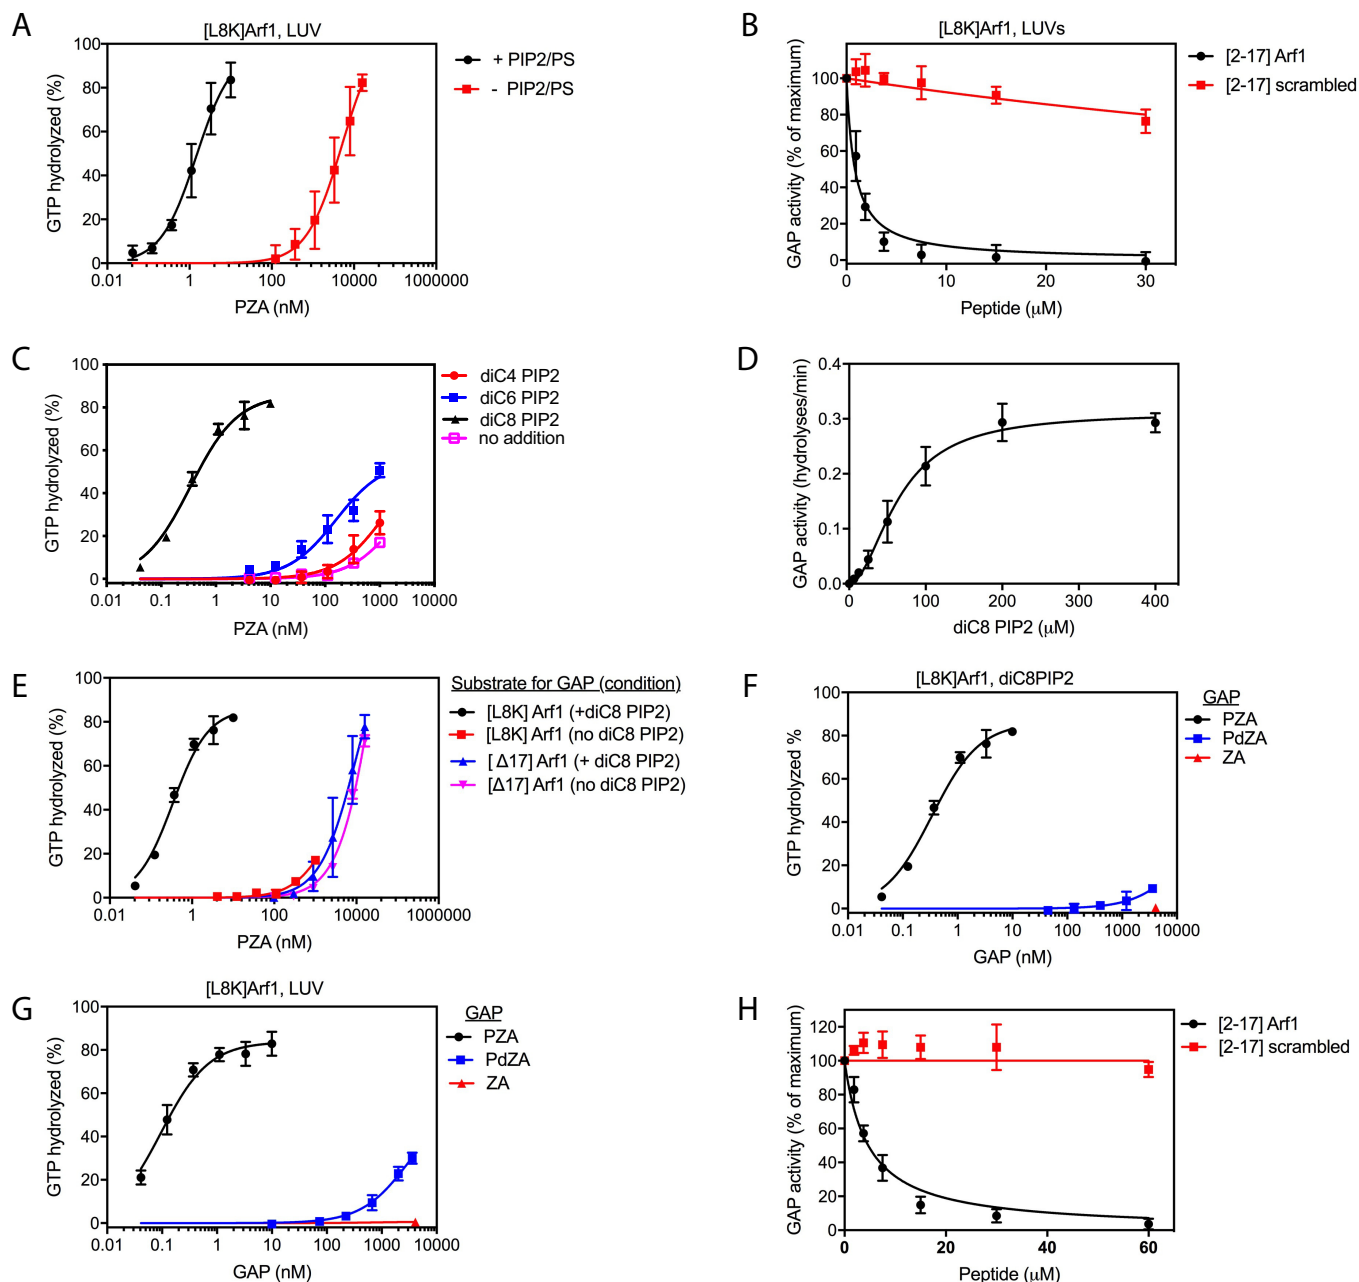 A
[L8K]Arf1, LUV
GTP hydrolyzed (%)
100
80
60
40
20
0
0.01
1
100
10000
1000000
PZA (nM)
+ PIP2/PS
- PIP2/PS
B
[L8K]Arf1, LUVs
GAP activity (% of maximum)
100
80
60
40
20
0
0
10
20
30
Peptide (μM)
[2-17] Arf1
[2-17] scrambled
C
GTP hydrolyzed (%)
100
80
60
40
20
0
0.01
0.1
1
10
100
1000
10000
PZA (nM)
diC4 PIP2
diC6 PIP2
diC8 PIP2
no addition
D
GAP activity (hydrolyses/min)
0.4
0.3
0.2
0.1
0.0
0
100
200
300
400
diC8 PIP2 (μM)
E
GTP hydrolyzed (%)
100
80
60
40
20
0
0.01
1
100
10000
1000000
PZA (nM)
Substrate for GAP (condition)
[L8K] Arf1 (+diC8 PIP2)
[L8K] Arf1 (no diC8 PIP2)
[Δ17] Arf1 (+ diC8 PIP2)
[Δ17] Arf1 (no diC8 PIP2)
F
[L8K]Arf1, diC8PIP2
GTP hydrolyzed %
100
80
60
40
20
0
0.01
0.1
1
10
100
1000
10000
GAP (nM)
GAP
PZA
PdZA
ZA
G
[L8K]Arf1, LUV
GTP hydrolyzed (%)
100
80
60
40
20
0
0.01
0.1
1
10
100
1000
10000
GAP (nM)
GAP
PZA
PdZA
ZA
H
GAP activity (% of maximum)
120
100
80
60
40
20
0
0
20
40
60
Peptide (μM)
[2-17] Arf1
[2-17] scrambled